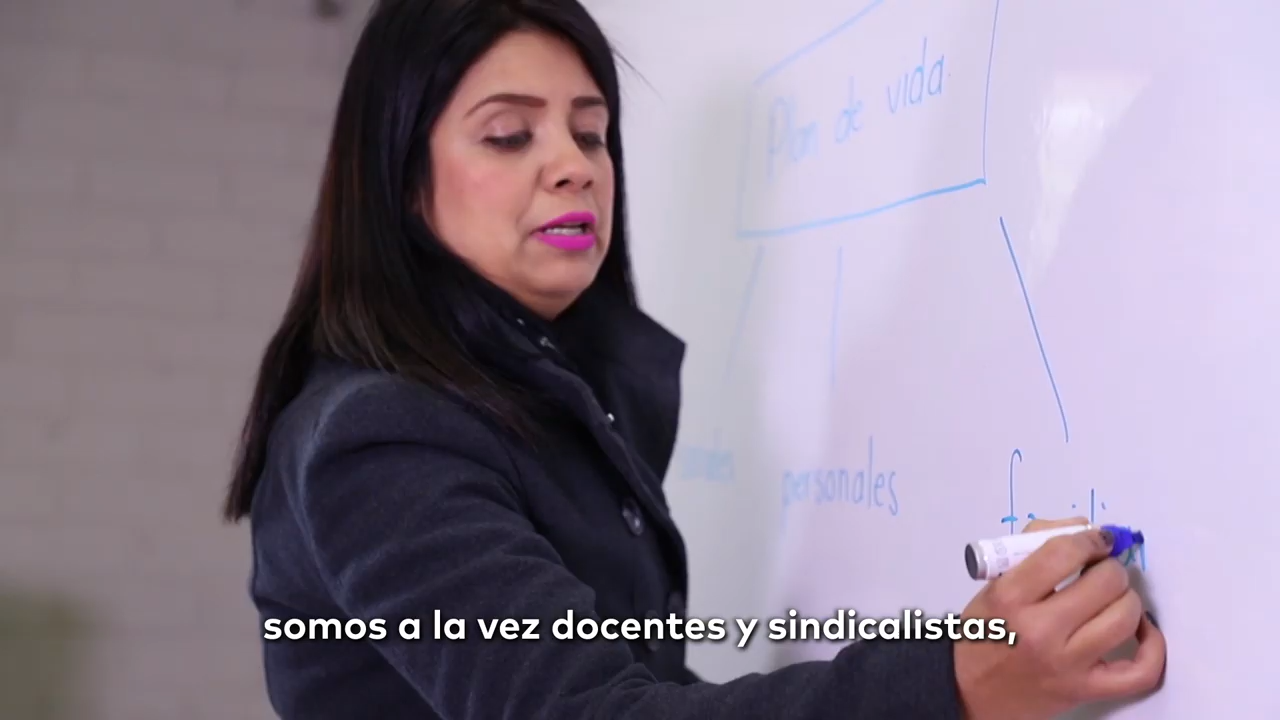 Plan de vida.
personales
somos a la vez docentes y sindicalistas,